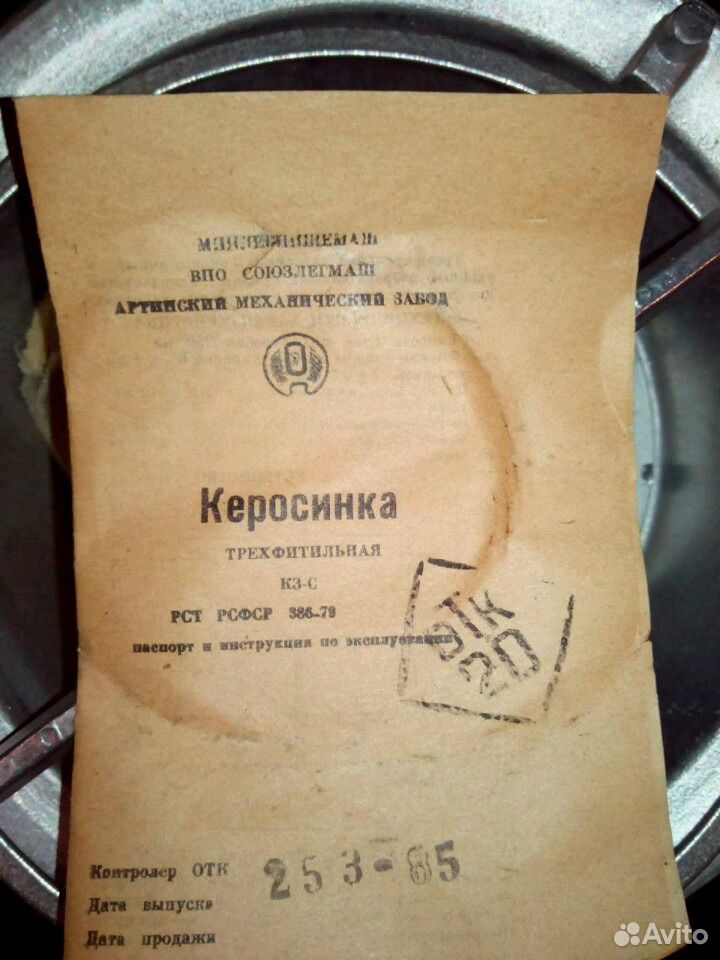 МИНЛЕГПИЩЕМАШ
ВПО СОЮЗЛЕГМАШ
АРТИНСКИЙ МЕХАНИЧЕСКИЙ ЗАВОД
Керосинка
ТРЕХФИТИЛЬНАЯ
КЗ-С
РСТ РСФСР 386-79
паспорт и инструкция по эксплуатации
ОТК
20
Контролер ОТК 253-85
Дата выпуска
Дата продажи
Avito